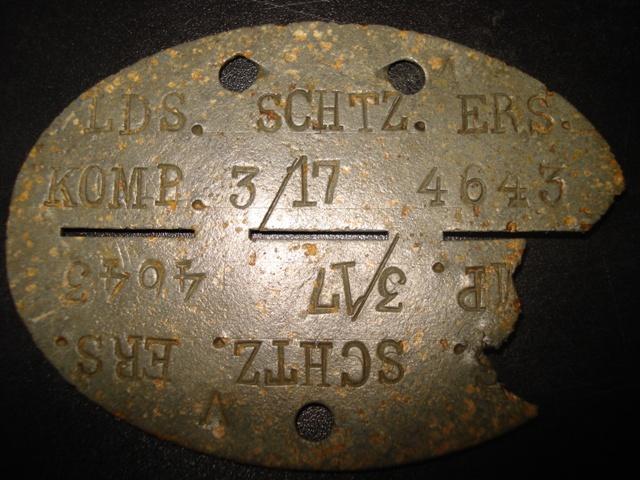 LDS. SCHTZ. ERS.
KOMP. 3/17 4643
S. SCHTZ. ERS.
P. 3/17 4643